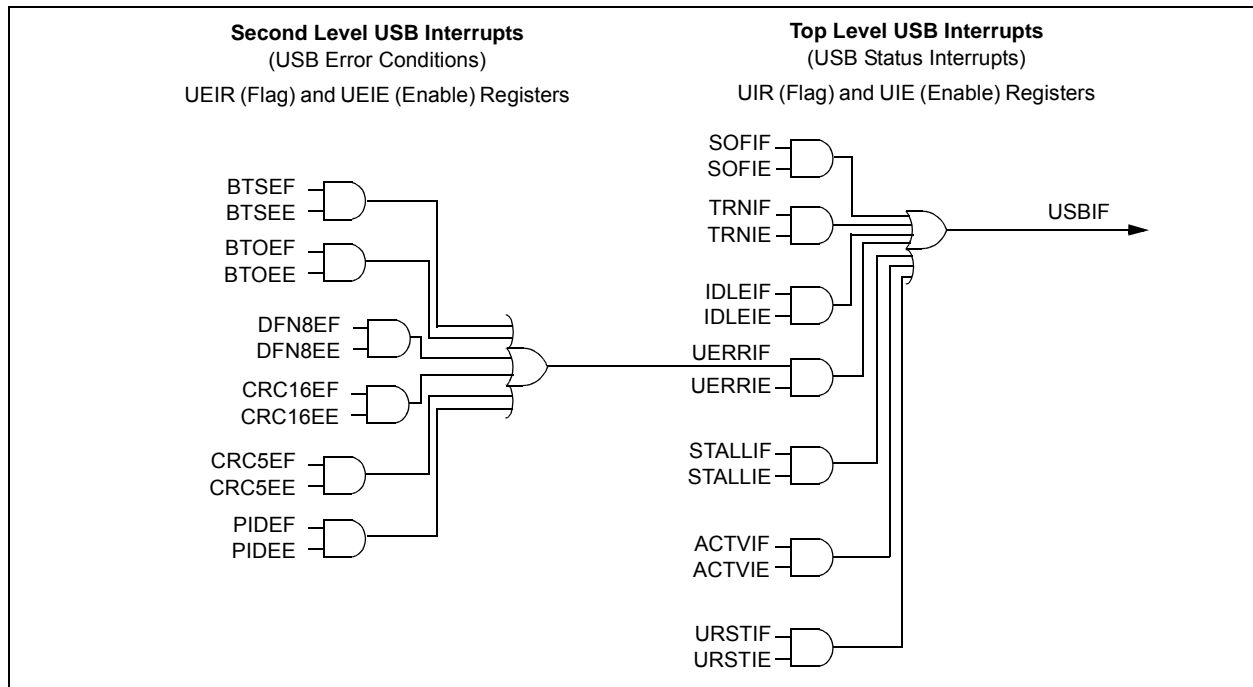 Second Level USB Interrupts
(USB Error Conditions)
UEIR (Flag) and UEIE (Enable) Registers
BTSEF
BTSEE
BTOEF
BTOEE
DFN8EF
DFN8EE
CRC16EF
CRC16EE
CRC5EF
CRC5EE
PIDEF
PIDEE
Top Level USB Interrupts
(USB Status Interrupts)
UIR (Flag) and UIE (Enable) Registers
SOFIF
SOFIE
TRNIF
TRNIE
IDLEIF
IDLEIE
UERRIF
UERRIE
STALLIF
STALLIE
ACTVIF
ACTVIE
URSTIF
URSTIE
USBIF